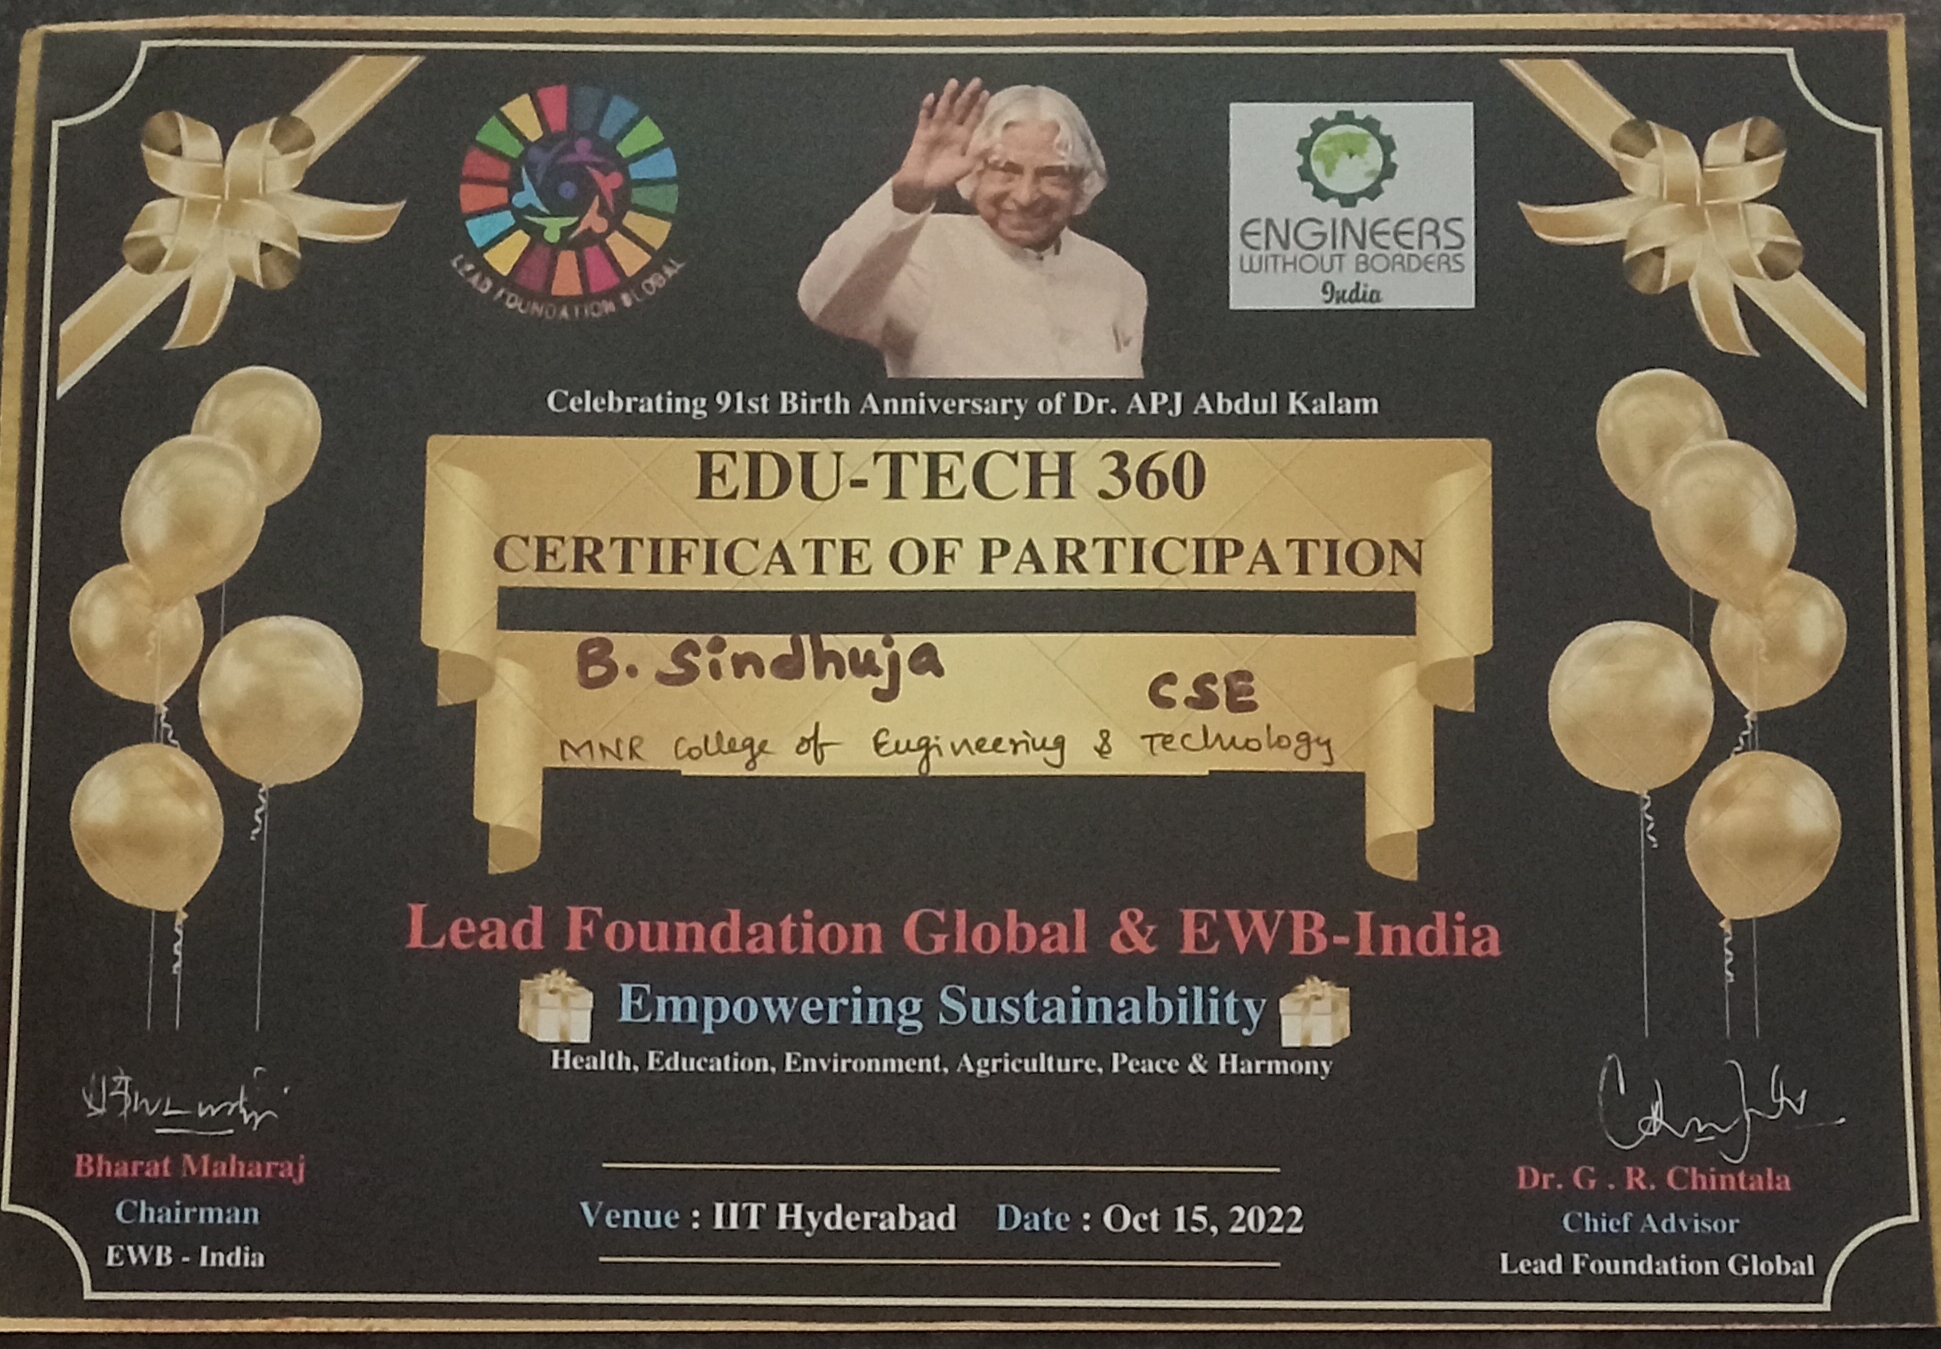 LEAD FOUNDATION GLOBAL
ENGINEERS
WITHOUT BORDERS
India
Celebrating 91st Birth Anniversary of Dr. APJ Abdul Kalam
EDU-TECH 360
CERTIFICATE OF PARTICIPATION
B. Sindhuja
CSE
MNR College of Engineering & Technology
Lead Foundation Global & EWB-India
Empowering Sustainability
Health, Education, Environment, Agriculture, Peace & Harmony
Bharat Maharaj
Chairman
EWB - India
Venue : IIT Hyderabad Date : Oct 15, 2022
Dr. G . R. Chintala
Chief Advisor
Lead Foundation Global